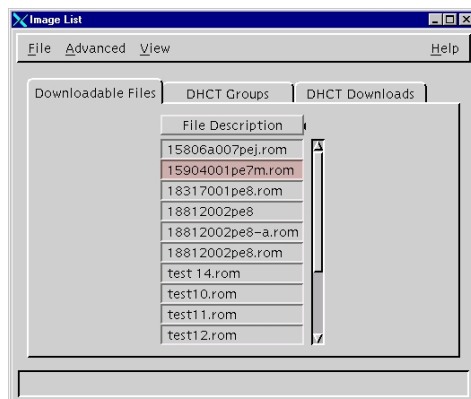 Image List
File Advanced View Help
Downloadable Files DHCT Groups DHCT Downloads
File Description
15806a007pej.rom
15904001pe7m.rom
18317001pe8.rom
18812002pe8
18812002pe8-a.rom
18812002pe8.rom
test 14.rom
test10.rom
test11.rom
test12.rom